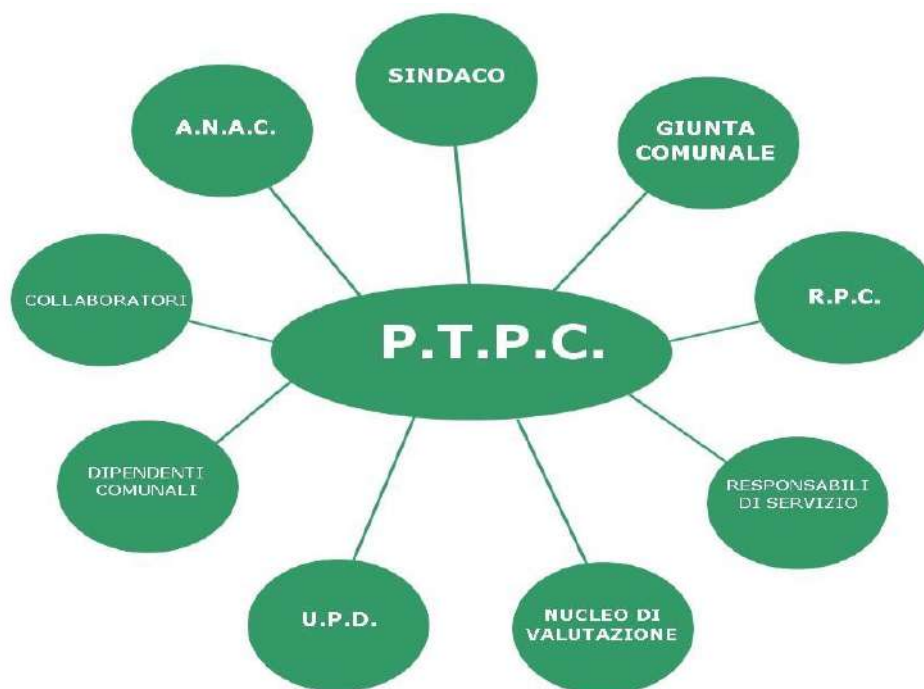 SINDACO
A.N.A.C.
GIUNTA
COMUNALE
COLLABORATORI
R.P.C.
P.T.P.C.
DIPENDENTI
COMUNALI
RESPONSABILI
DI SERVIZIO
U.P.D.
NUCLEO DI
VALUTAZIONE